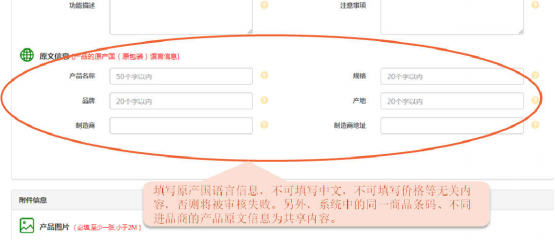 功能描述 注意事项
原文信息(产品的原产国(原包装)语言信息)
产品名称 50个字以内 规格 20个字以内
品牌 20个字以内 产地 20个字以内
制造商 制造商地址
填写原产国语言信息，不可填写中文，不可填写价格等无关内
容，否则将被审核失败。另外，系统中的同一商品条码、不同
进品商的产品原文信息为共享内容。
附件信息
产品图片 (必填,至少一张,小于2M)